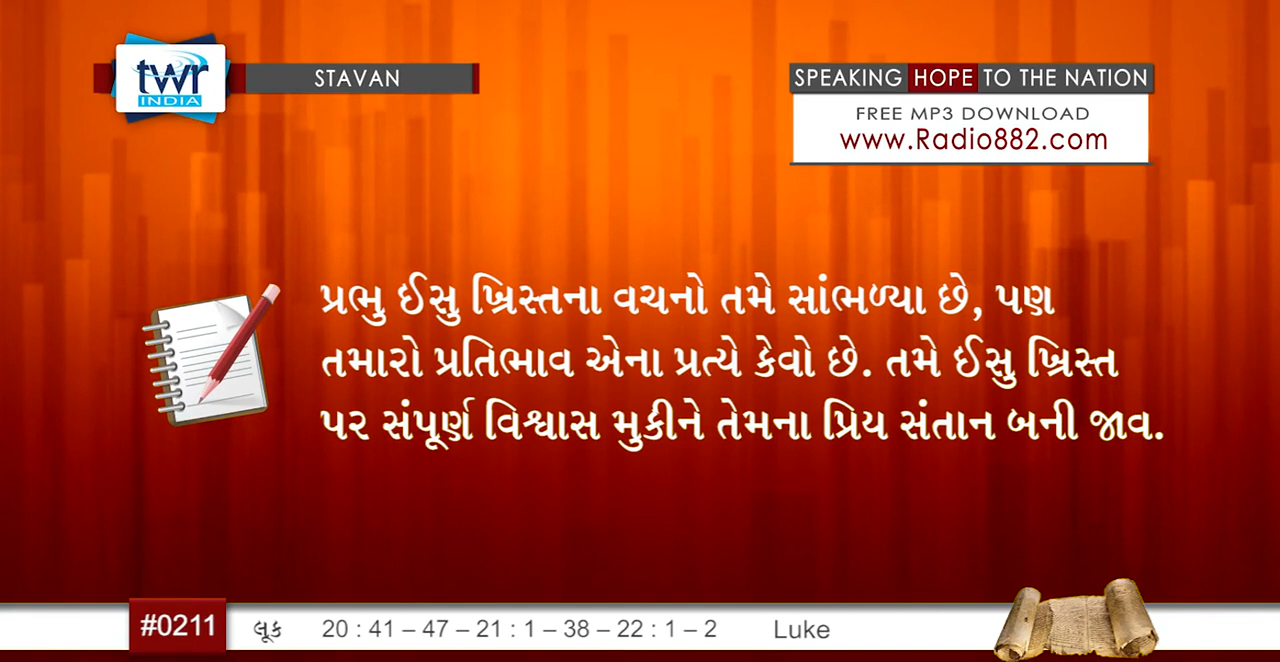 twr
INDIA
STAVAN
SPEAKING HOPE TO THE NATION
FREE MP3 DOWNLOAD
www.Radio882.com
પ્રભુ ઈસુ ખ્રિસ્તના વચનો તમે સાંભળ્યા છે, પણ
તમારો પ્રતિભાવ એના પ્રત્યે કેવો છે. તમે ઈસુ ખ્રિસ્ત
પર સંપૂર્ણ વિશ્વાસ મુકીને તેમના પ્રિય સંતાન બની જાવ.
#0211 લૂક 20 : 41 – 47 – 21 : 1 – 38 – 22 : 1 – 2 Luke